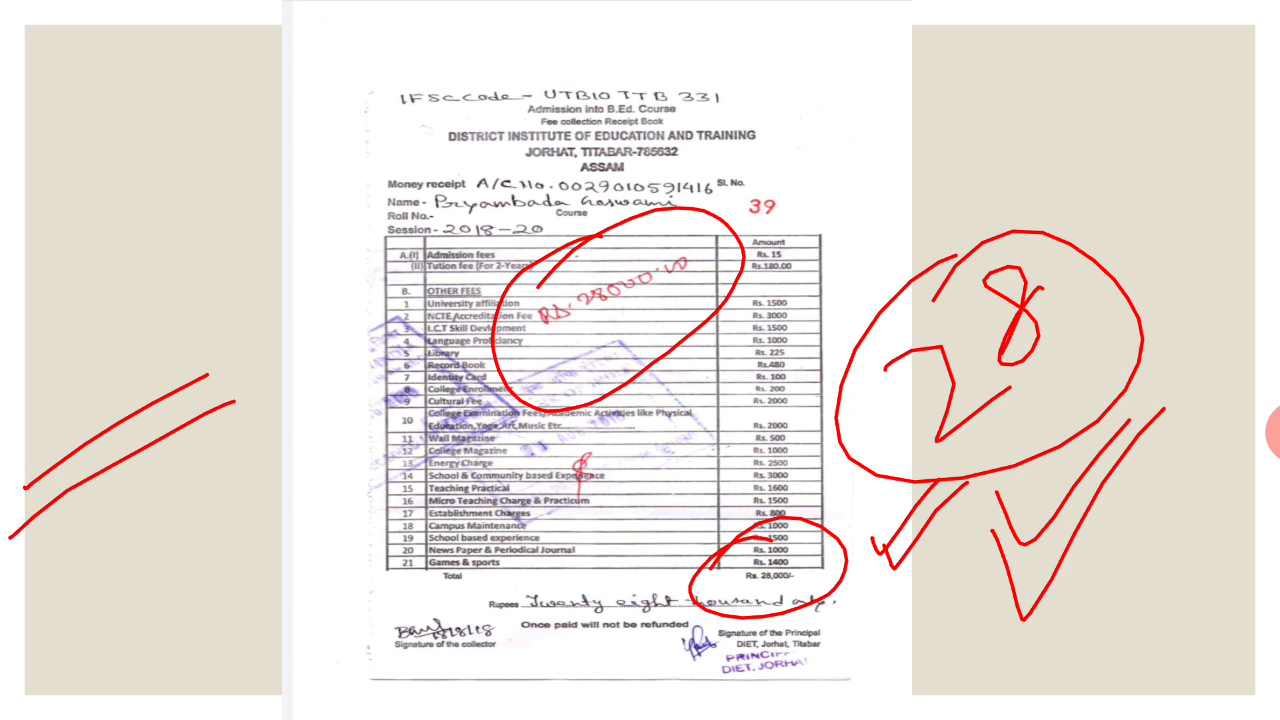 IFSC Code - UTBI0 TTB 331
Admission into B.Ed. Course
Fee collection Receipt Book
DISTRICT INSTITUTE OF EDUCATION AND TRAINING
JORHAT, TITABAR-785632
ASSAM
Money receipt A/C No. 0029010591416 Sl. No.
Name - Priyambada Goswami 39
Roll No.- Course
Session - 2018-20
Amount
A.(I) Admission fees Rs. 15
(II) Tution fee (For 2-Years) Rs.180.00
Rs. 28000.00
B. OTHER FEES
1 University affiliation Rs. 1500
2 NCTE Accreditation Fee Rs. 3000
3 I.C.T Skill Development Rs. 1500
4 Language Proficiancy Rs. 1000
5 Library Rs. 225
6 Record Book Rs.480
7 Identity Card Rs. 100
8 College Enrolment Rs. 200
9 Cultural Fee Rs. 2000
10 College Examination Fees/Academic Activities like Physical
Education,Yoga,Art,Music Etc........................ Rs. 2000
11 Wall Magazine Rs. 500
12 College Magazine Rs. 1000
13 Energy Charge Rs. 2500
14 School & Community based Experience Rs. 3000
15 Teaching Practical Rs. 1600
16 Micro Teaching Charge & Practicum Rs. 1500
17 Establishment Charges Rs. 800
18 Campus Maintenance Rs. 1000
19 School based experience Rs. 1500
20 News Paper & Periodical Journal Rs. 1000
21 Games & sports Rs. 1400
Total Rs. 28,000/-
Rupees Twenty eight thousand only.
Once paid will not be refunded
18/8/18
Signature of the collector
Signature of the Principal
DIET, Jorhat, Titabar
PRINCIPAL
DIET, JORHAT
28